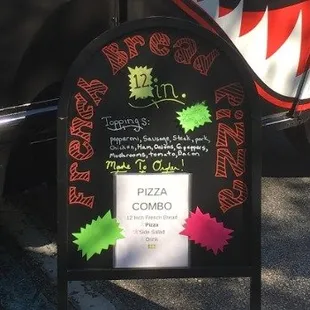 French Bread Pizza
12
in.
Toppings:
pepperoni, Sausage, Steak, pork,
Chicken, Ham, Onions, G. peppers,
Mushrooms, tomato, Bacon
Made To Order!
PIZZA
COMBO
12 Inch French Bread
Pizza
Side Salad
Drink